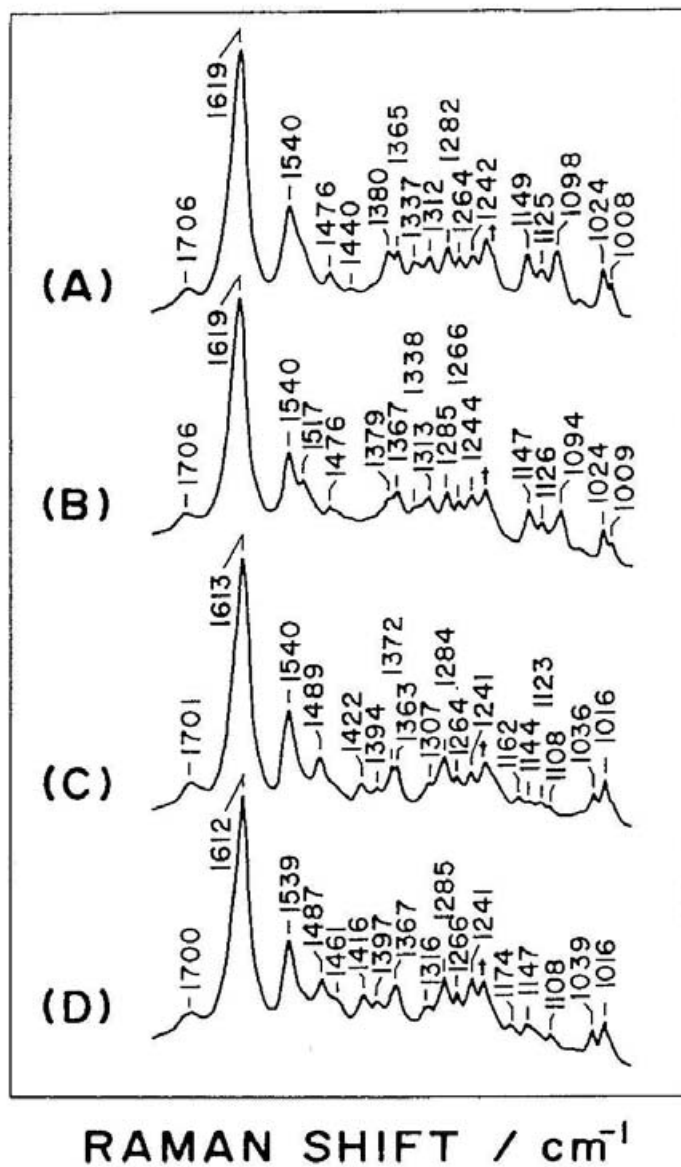 1706 1619 1540 1476 1440 1380 1365 1337 1312 1282 1264 1242 † 1149 1125 1098 1024 1008
(A)
1706 1619 1540 1517 1476 1379 1367 1338 1313 1285 1266 1244 † 1147 1126 1094 1024 1009
(B)
1701 1613 1540 1489 1422 1394 1372 1363 1307 1284 1264 1241 † 1162 1144 1123 1108 1036 1016
(C)
1700 1612 1539 1487 1461 1416 1397 1367 1316 1285 1266 1241 † 1174 1147 1108 1039 1016
(D)
RAMAN SHIFT / cm⁻¹